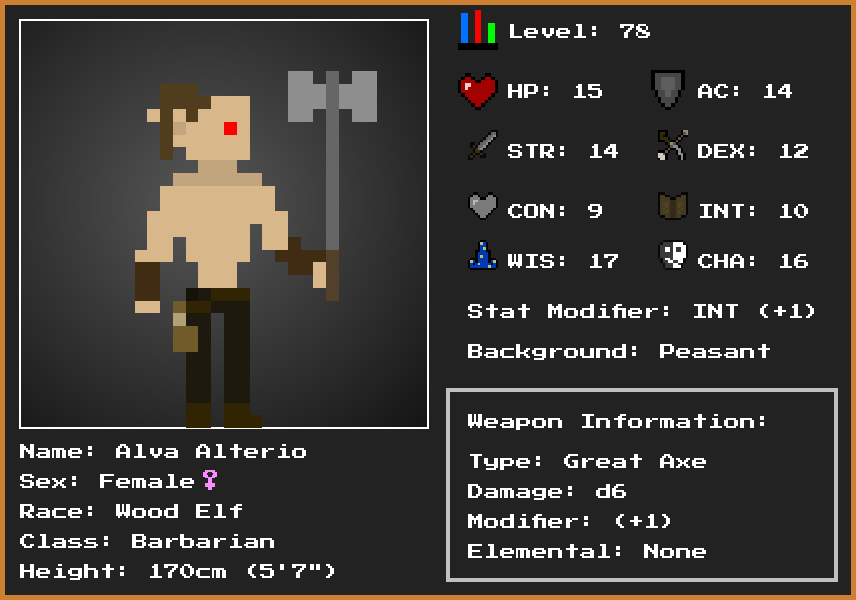 Level: 78
HP: 15 AC: 14
STR: 14 DEX: 12
CON: 9 INT: 10
WIS: 17 CHA: 16
Stat Modifier: INT (+1)
Background: Peasant
Weapon Information:
Type: Great Axe
Damage: d6
Modifier: (+1)
Elemental: None
Name: Alva Alterio
Sex: Female♀
Race: Wood Elf
Class: Barbarian
Height: 170cm (5'7")